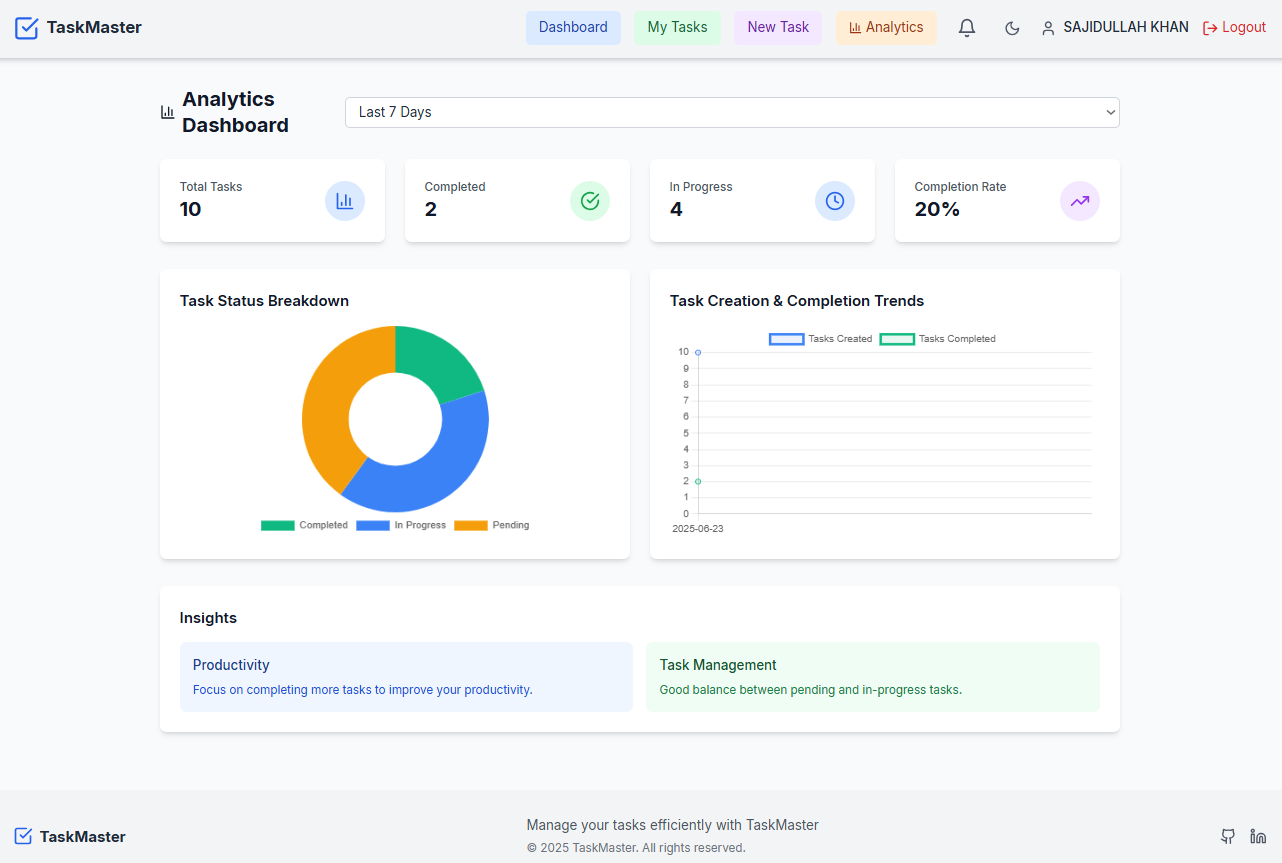 TaskMaster
Dashboard
My Tasks
New Task
Analytics
SAJIDULLAH KHAN
Logout
Analytics
Dashboard
Last 7 Days
Total Tasks
10
Completed
2
In Progress
4
Completion Rate
20%
Task Status Breakdown
Completed
In Progress
Pending
Task Creation & Completion Trends
Tasks Created
Tasks Completed
10
9
8
7
6
5
4
3
2
1
0
2025-06-23
Insights
Productivity
Focus on completing more tasks to improve your productivity.
Task Management
Good balance between pending and in-progress tasks.
TaskMaster
Manage your tasks efficiently with TaskMaster
© 2025 TaskMaster. All rights reserved.